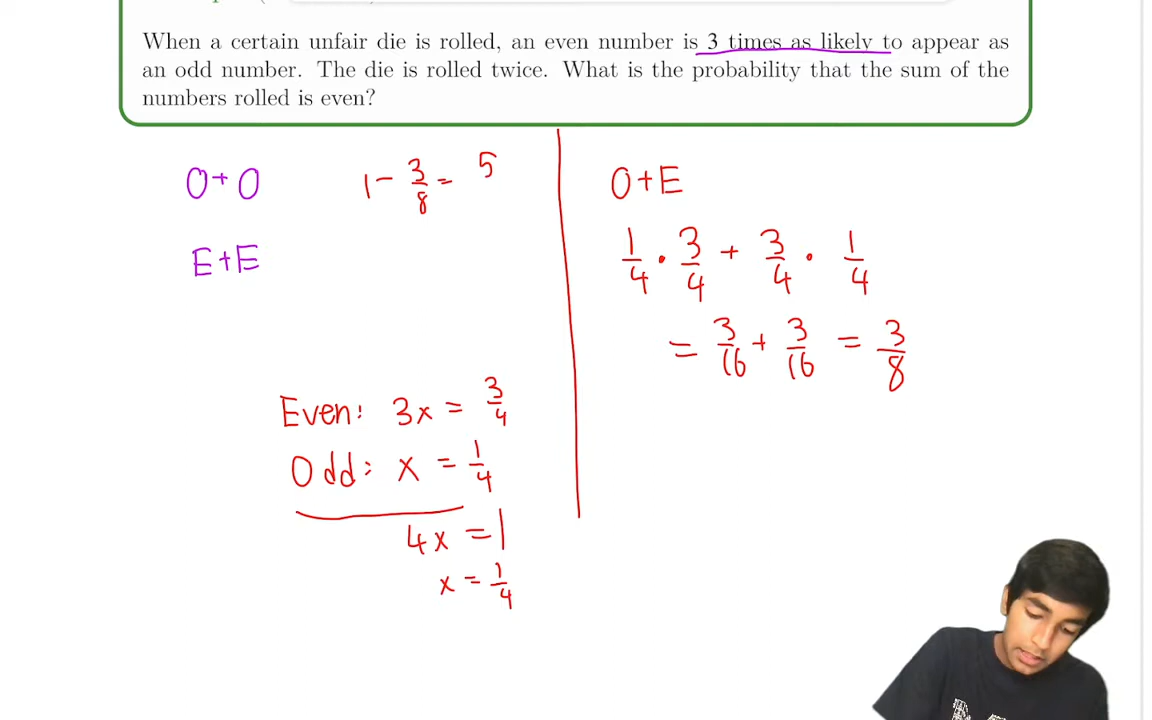 When a certain unfair die is rolled, an even number is 3 times as likely to appear as
an odd number. The die is rolled twice. What is the probability that the sum of the
numbers rolled is even?
O+O
E+E
1 - 3/8 = 5
Even: 3x = 3/4
Odd: x = 1/4
4x = 1
x = 1/4
O+E
1/4 · 3/4 + 3/4 · 1/4
= 3/16 + 3/16 = 3/8